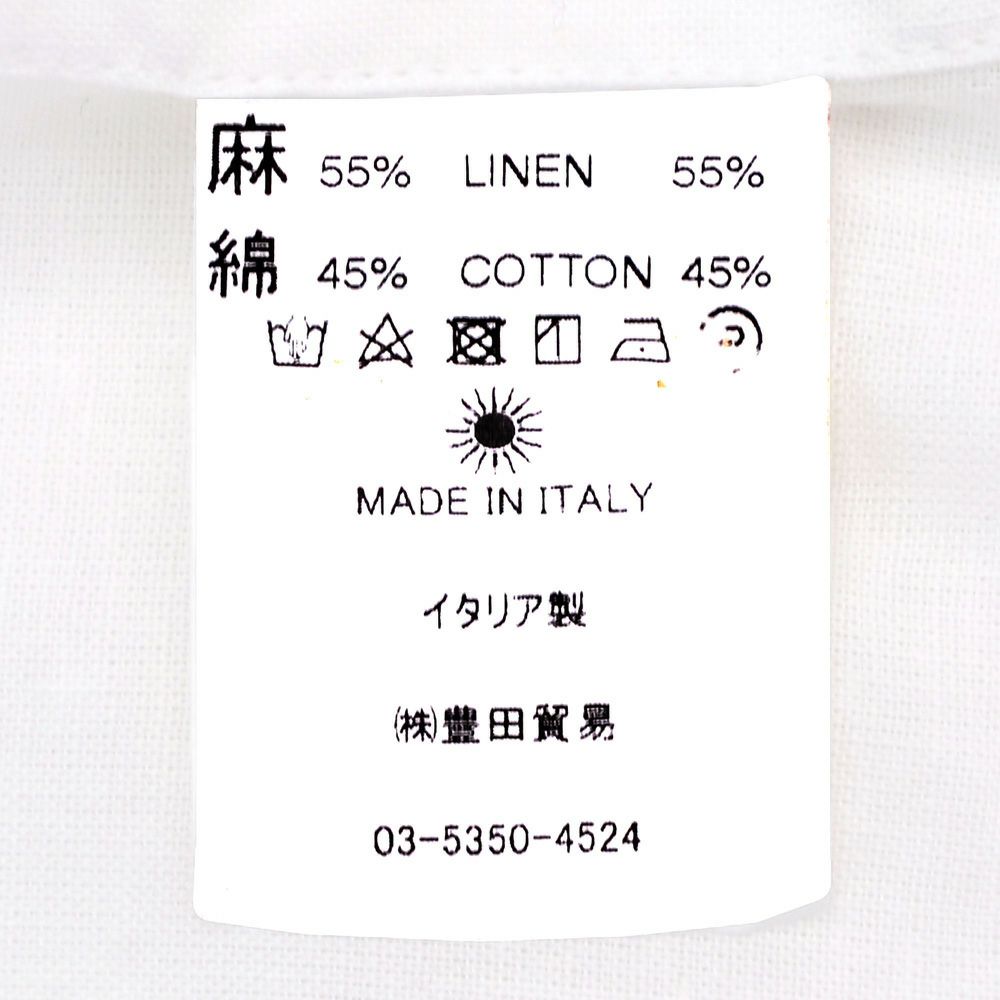 麻 55% LINEN 55%
綿 45% COTTON 45%
MADE IN ITALY
イタリア製
㈱豊田貿易
03-5350-4524